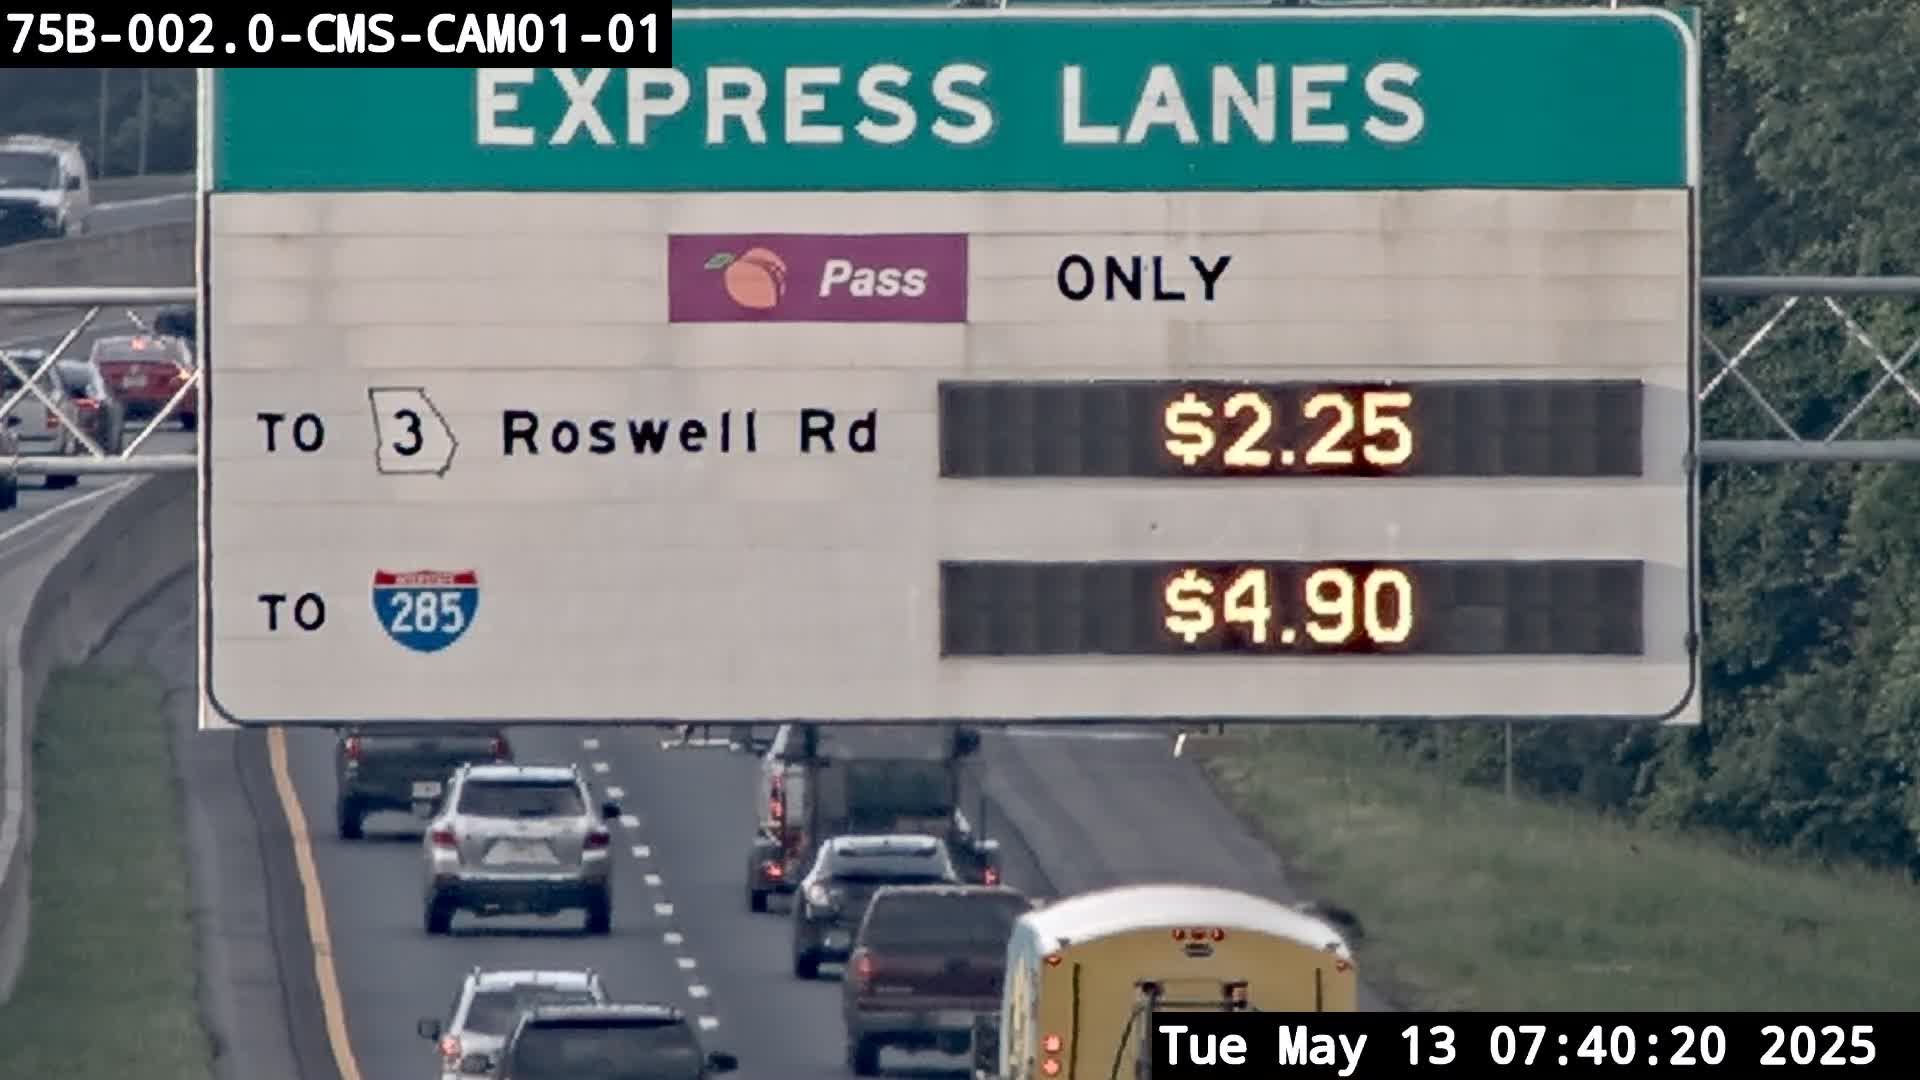 75B-002.0-CMS-CAM01-01
EXPRESS LANES
Pass ONLY
TO 3 Roswell Rd $2.25
TO INTERSTATE 285 $4.90
Tue May 13 07:40:20 2025